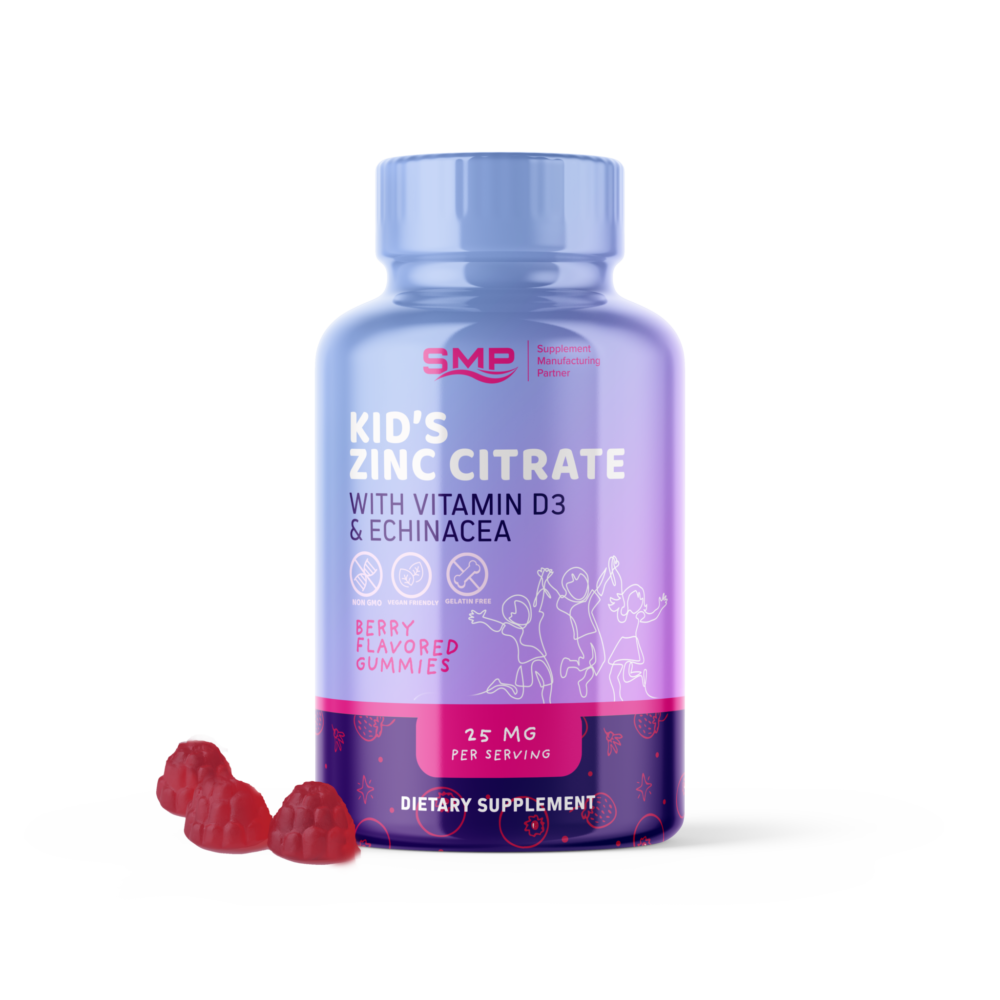 SMP
Supplement
Manufacturing
Partner
KID'S
ZINC CITRATE
WITH VITAMIN D3
& ECHINACEA
NON GMO VEGAN FRIENDLY GELATIN FREE
BERRY
FLAVORED
GUMMIES
25 MG
PER SERVING
DIETARY SUPPLEMENT